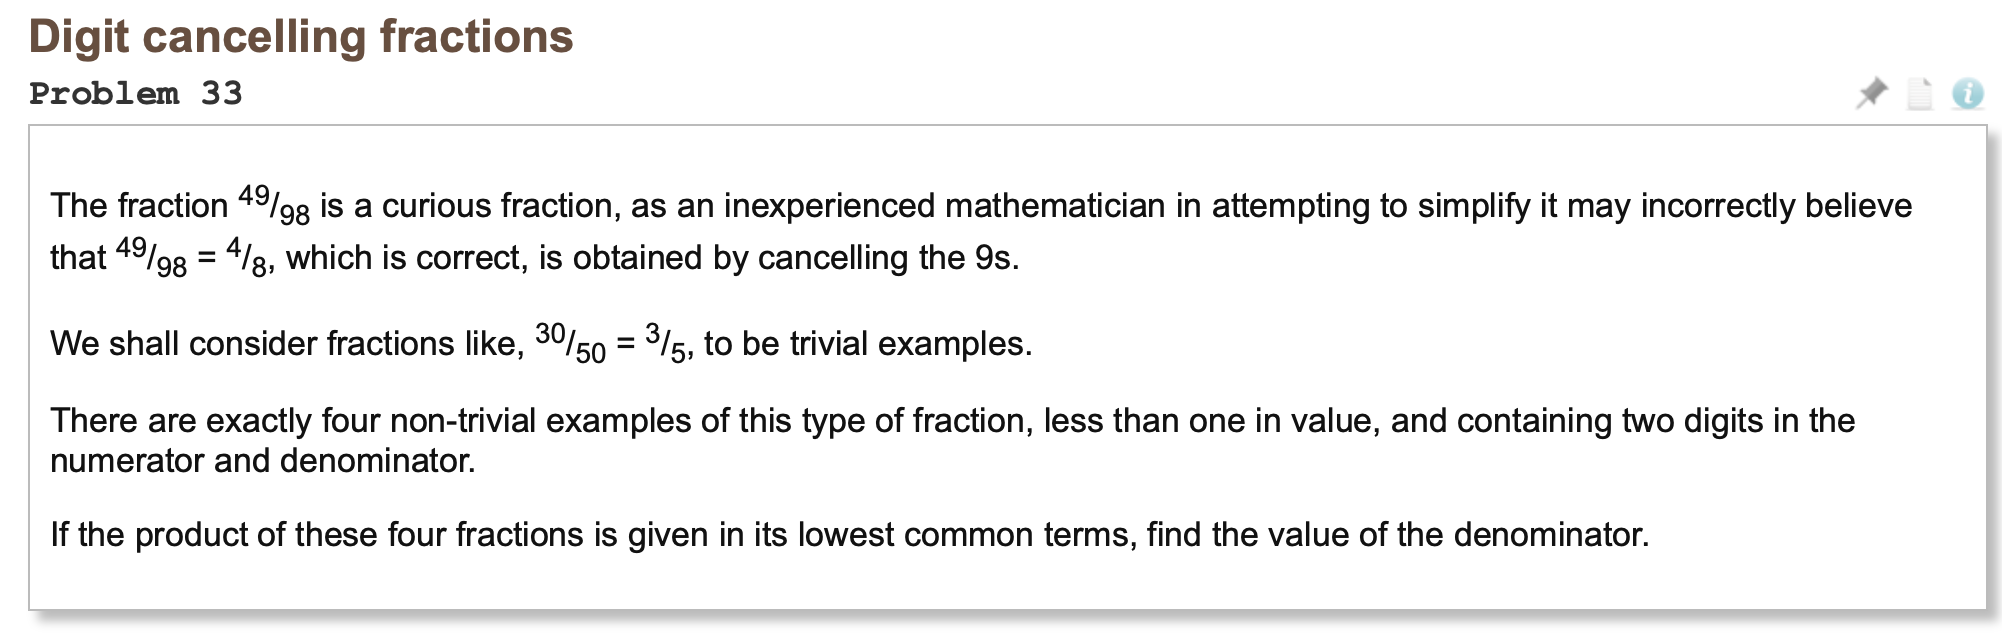 Digit cancelling fractions
Problem 33
The fraction 49/98 is a curious fraction, as an inexperienced mathematician in attempting to simplify it may incorrectly believe
that 49/98 = 4/8, which is correct, is obtained by cancelling the 9s.
We shall consider fractions like, 30/50 = 3/5, to be trivial examples.
There are exactly four non-trivial examples of this type of fraction, less than one in value, and containing two digits in the
numerator and denominator.
If the product of these four fractions is given in its lowest common terms, find the value of the denominator.